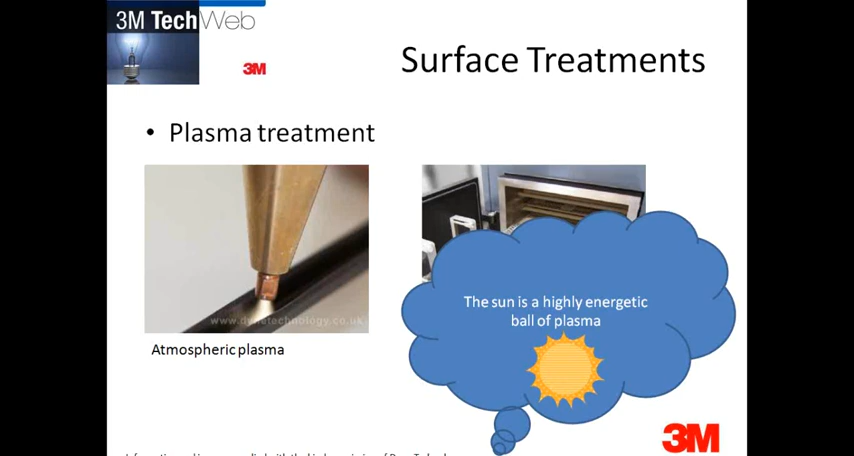 3M TechWeb
3M
Surface Treatments
• Plasma treatment
www.dynetechnology.co.uk
The sun is a highly energetic
ball of plasma
Atmospheric plasma
3M